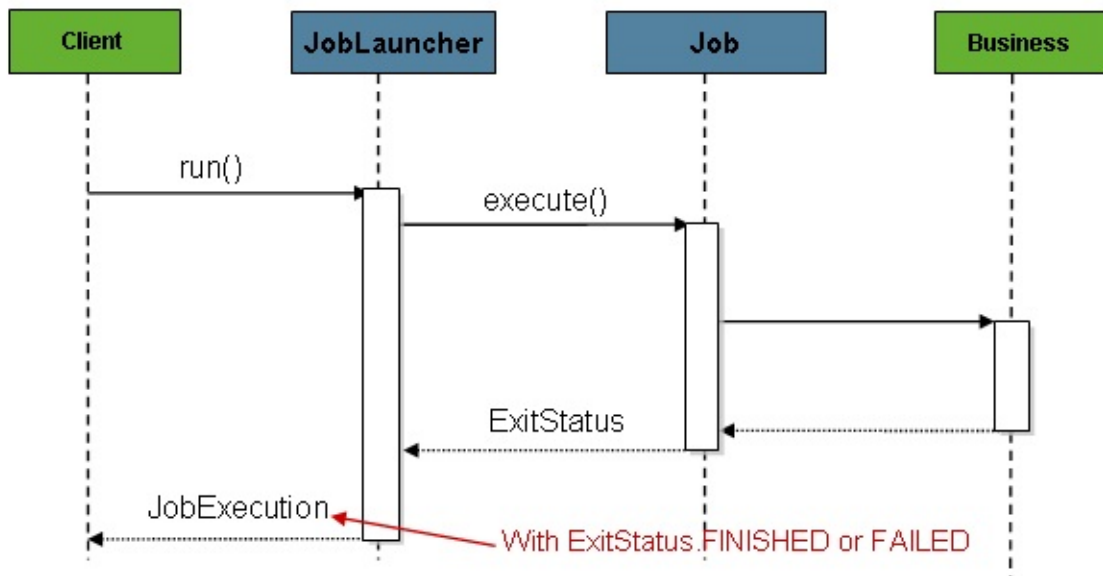 Client
JobLauncher
Job
Business
run()
execute()
ExitStatus
JobExecution
With ExitStatus.FINISHED or FAILED